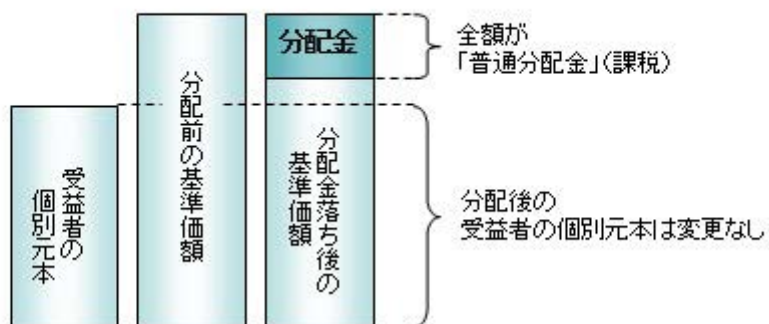 受益者の
個別元本
分配前の基準価額
分配金
分配金落ち後の
基準価額
全額が
「普通分配金」(課税)
分配後の
受益者の個別元本は変更なし